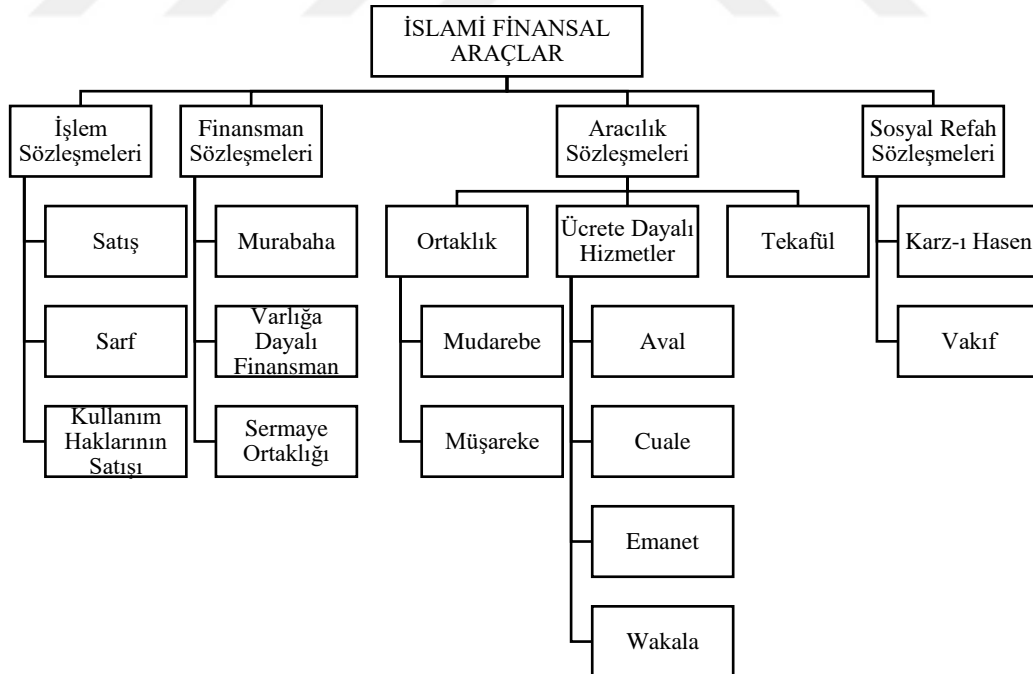 İSLAMİ FİNANSAL
ARAÇLAR
İşlem
Sözleşmeleri
Satış
Sarf
Kullanım
Haklarının
Satışı
Finansman
Sözleşmeleri
Murabaha
Varlığa
Dayalı
Finansman
Sermaye
Ortaklığı
Aracılık
Sözleşmeleri
Ortaklık
Mudarebe
Müşareke
Ücrete Dayalı
Hizmetler
Aval
Cuale
Emanet
Wakala
Tekafül
Sosyal Refah
Sözleşmeleri
Karz-ı Hasen
Vakıf